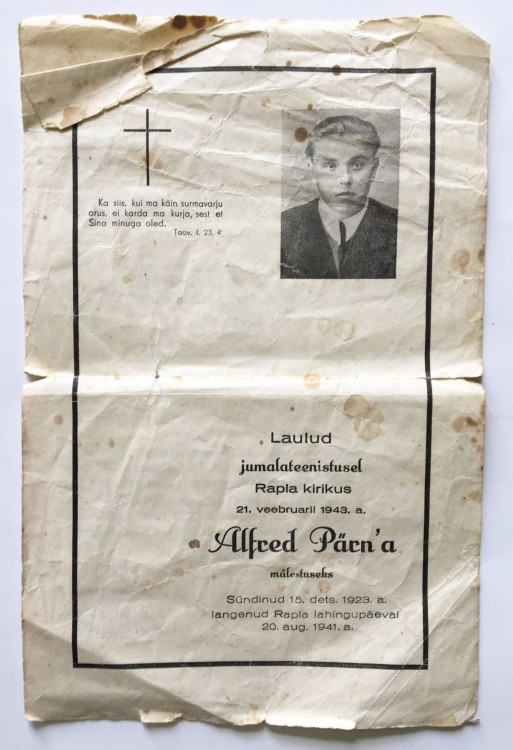 Ka siis, kui ma käin surmavarju
orus, ei karda ma kurja, sest et
Sina minuga oled.
Taav. l. 23, 4
Laulud
jumalateenistusel
Rapla kirikus
21. veebruaril 1943. a.
Alfred Pärn'a
mälestuseks
Sündinud 15. dets. 1923. a.
langenud Rapla lahingupäeval
20. aug. 1941. a.